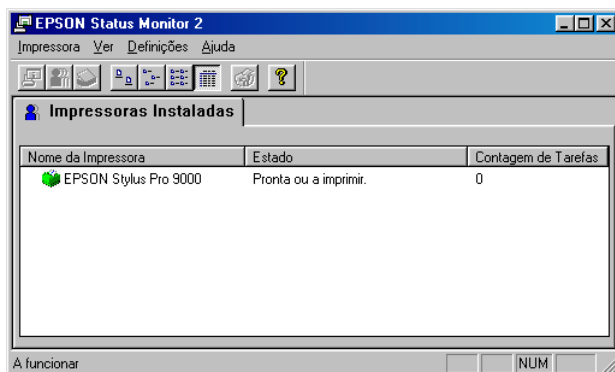 EPSON Status Monitor 2
Impressora Ver Definições Ajuda
Impressoras Instaladas
Nome da Impressora Estado Contagem de Tarefas
EPSON Stylus Pro 9000 Pronta ou a imprimir. 0
A funcionar NUM